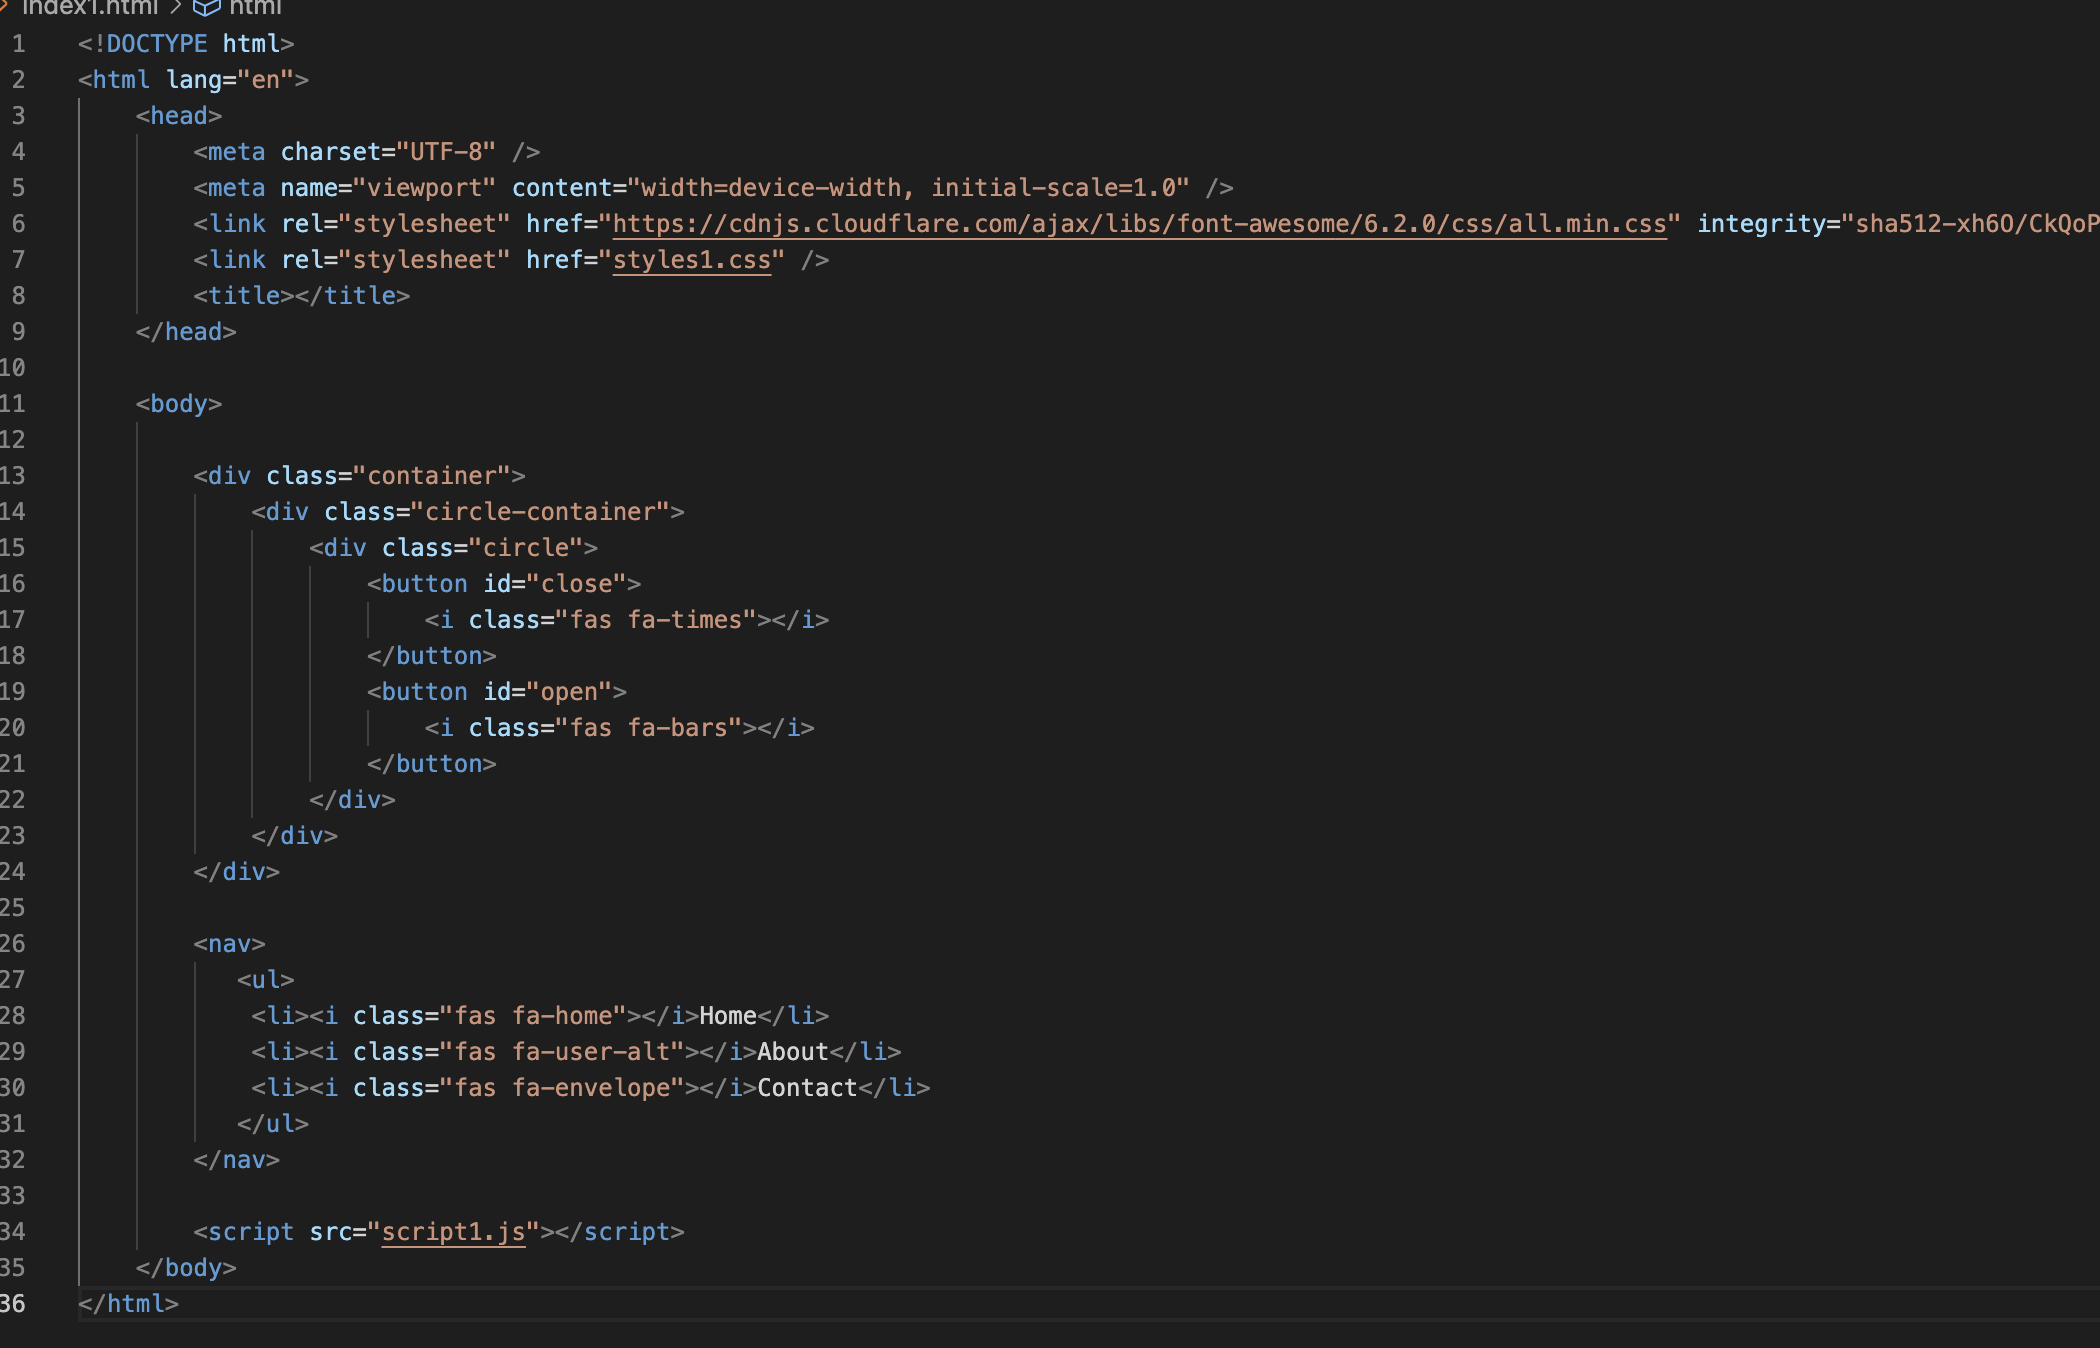 index1.html > html
1 <!DOCTYPE html>
2 <html lang="en">
3     <head>
4         <meta charset="UTF-8" />
5         <meta name="viewport" content="width=device-width, initial-scale=1.0" />
6         <link rel="stylesheet" href="https://cdnjs.cloudflare.com/ajax/libs/font-awesome/6.2.0/css/all.min.css" integrity="sha512-xh6O/CkQoP
7         <link rel="stylesheet" href="styles1.css" />
8         <title></title>
9     </head>
10
11     <body>
12
13         <div class="container">
14             <div class="circle-container">
15                 <div class="circle">
16                     <button id="close">
17                         <i class="fas fa-times"></i>
18                     </button>
19                     <button id="open">
20                         <i class="fas fa-bars"></i>
21                     </button>
22                 </div>
23             </div>
24         </div>
25
26         <nav>
27            <ul>
28             <li><i class="fas fa-home"></i>Home</li>
29             <li><i class="fas fa-user-alt"></i>About</li>
30             <li><i class="fas fa-envelope"></i>Contact</li>
31            </ul>
32         </nav>
33
34         <script src="script1.js"></script>
35     </body>
36 </html>